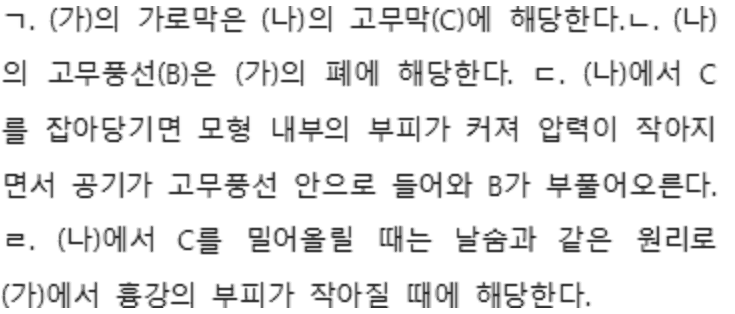 ㄱ. (가)의 가로막은 (나)의 고무막(C)에 해당한다.ㄴ. (나)
의 고무풍선(B)은 (가)의 폐에 해당한다. ㄷ. (나)에서 C
를 잡아당기면 모형 내부의 부피가 커져 압력이 작아지
면서 공기가 고무풍선 안으로 들어와 B가 부풀어오른다.
ㄹ. (나)에서 C를 밀어올릴 때는 날숨과 같은 원리로
(가)에서 흉강의 부피가 작아질 때에 해당한다.